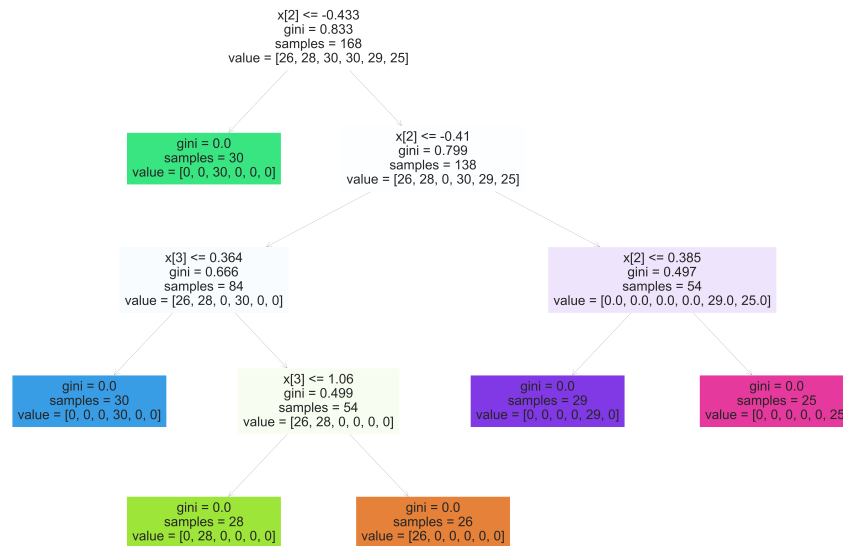 x[2] <= -0.433
gini = 0.833
samples = 168
value = [26, 28, 30, 30, 29, 25]
gini = 0.0
samples = 30
value = [0, 0, 30, 0, 0, 0]
x[2] <= -0.41
gini = 0.799
samples = 138
value = [26, 28, 0, 30, 29, 25]
x[3] <= 0.364
gini = 0.666
samples = 84
value = [26, 28, 0, 30, 0, 0]
x[2] <= 0.385
gini = 0.497
samples = 54
value = [0.0, 0.0, 0.0, 0.0, 29.0, 25.0]
gini = 0.0
samples = 30
value = [0, 0, 0, 30, 0, 0]
x[3] <= 1.06
gini = 0.499
samples = 54
value = [26, 28, 0, 0, 0, 0]
gini = 0.0
samples = 29
value = [0, 0, 0, 0, 29, 0]
gini = 0.0
samples = 25
value = [0, 0, 0, 0, 0, 25
gini = 0.0
samples = 28
value = [0, 28, 0, 0, 0, 0]
gini = 0.0
samples = 26
value = [26, 0, 0, 0, 0, 0]